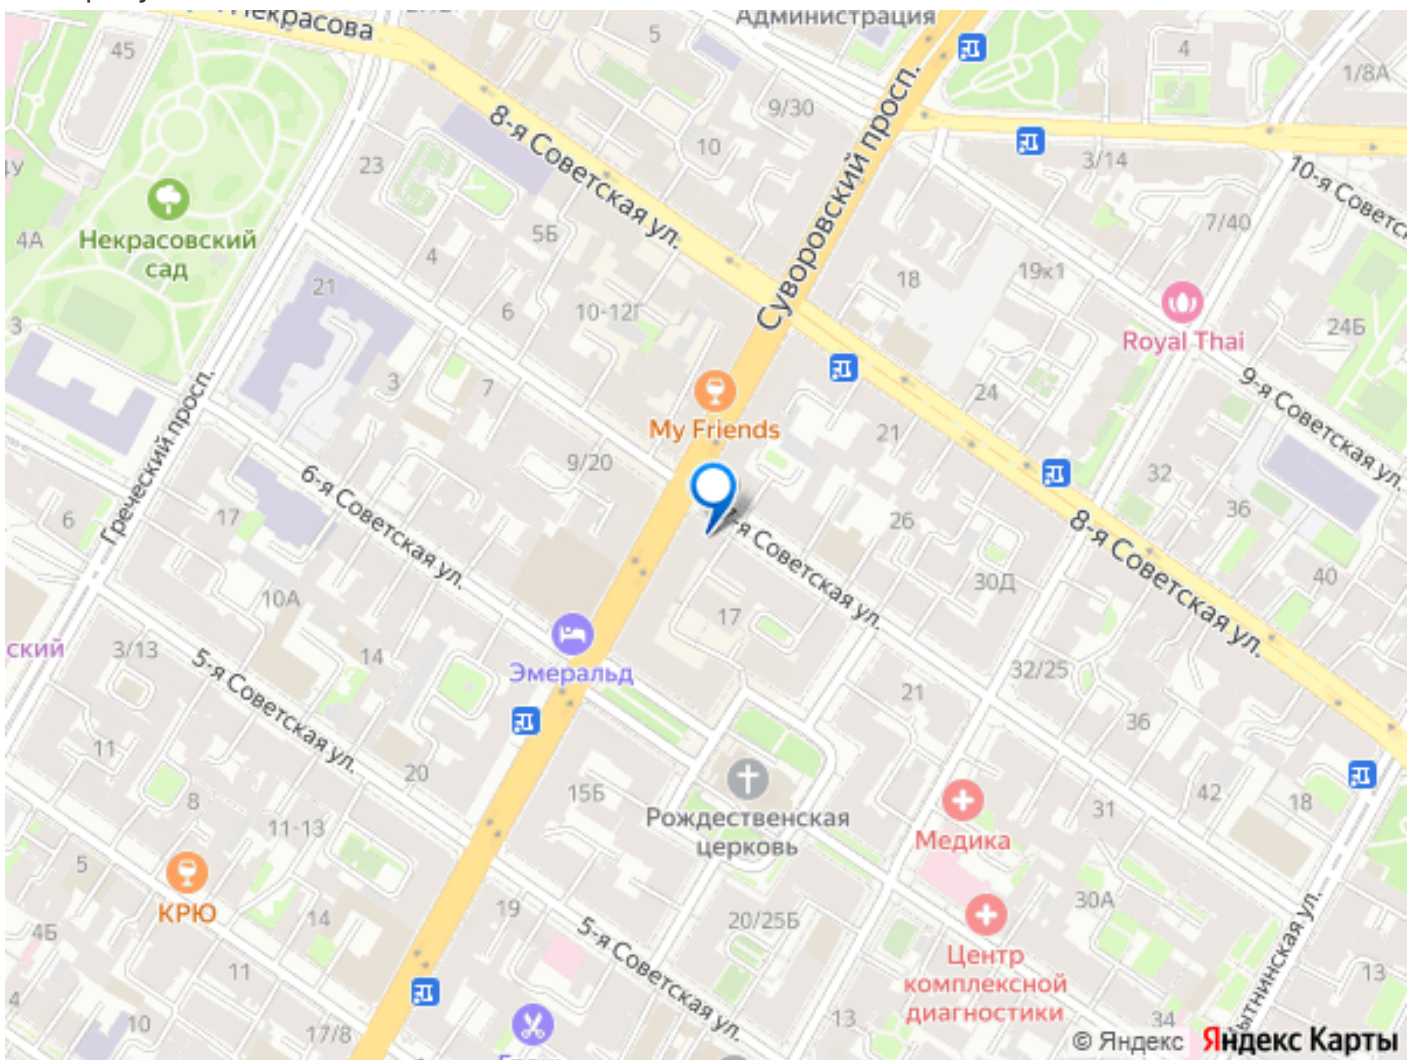 Некрасова
Администрация
45
5
4
1/8А
9/30
10
8-я Советская ул.
Суворовский просп.
3/14
10-я Советс
23
4А
Некрасовский
сад
5Б
4
7/40
18
19к1
21
6
10-12Г
3
Royal Thai
24Б
3
7
24
9-я Советская ул.
My Friends
21
9/20
Греческий просп.
6-я Советская ул.
32
36
6
17
26
8-я Советская ул.
7-я Советская ул.
30Д
40
10А
17
ский
3/13
14
Эмеральд
32/25
5-я Советская ул.
21
36
11
20
15Б
Рождественская
церковь
8
11-13
Медика
31
42
18
5
КРЮ
14
19
20/25Б
30А
4Б
5-я Советская ул.
11
Центр
комплексной
диагностики
13
4
10
17/8
13
34
ытнинская ул.
© Яндекс Яндекс Карты